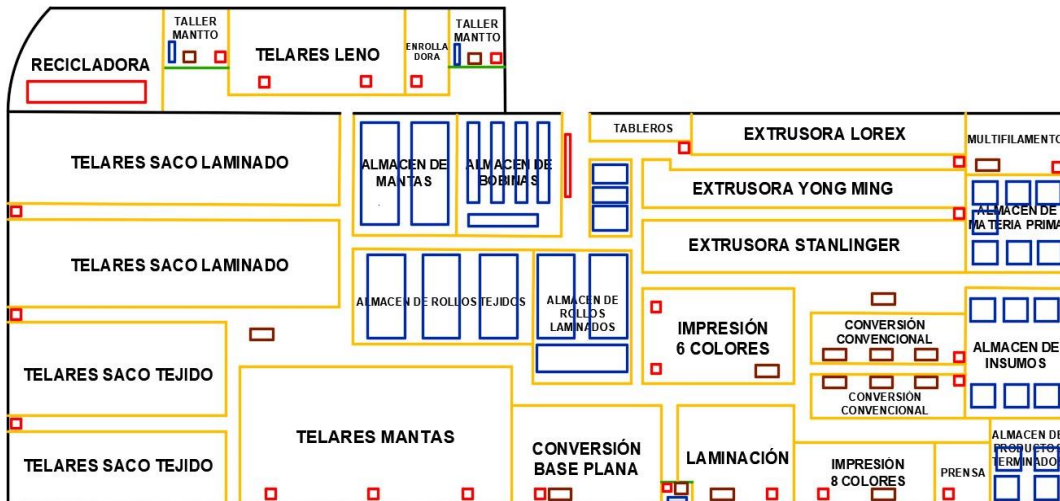 TALLER
MANTTO
TALLER
MANTTO
RECICLADORA
TELARES LENO
ENROLLA
DORA
TABLEROS
EXTRUSORA LOREX
MULTIFILAMENTO
TELARES SACO LAMINADO
ALMACEN DE
MANTAS
ALMACEN DE
BOBINAS
EXTRUSORA YONG MING
ALMACEN DE
MATERIA PRIMA
TELARES SACO LAMINADO
EXTRUSORA STANLINGER
ALMACEN DE ROLLOS TEJIDOS
ALMACEN DE
ROLLOS
LAMINADOS
IMPRESIÓN
6 COLORES
CONVERSIÓN
CONVENCIONAL
ALMACEN DE
INSUMOS
TELARES SACO TEJIDO
CONVERSIÓN
CONVENCIONAL
TELARES MANTAS
CONVERSIÓN
BASE PLANA
LAMINACIÓN
ALMACEN DE
PRODUCTOS
TERMINADOS
TELARES SACO TEJIDO
IMPRESIÓN
8 COLORES
PRENSA